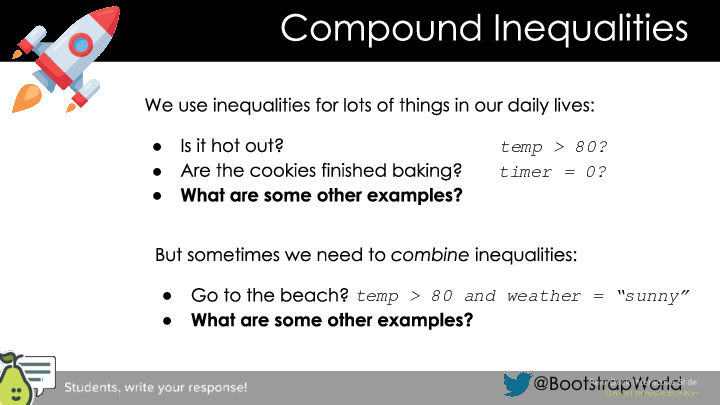 Compound Inequalities
We use inequalities for lots of things in our daily lives:
● Is it hot out? temp > 80?
● Are the cookies finished baking? timer = 0?
● What are some other examples?
But sometimes we need to combine inequalities:
● Go to the beach? temp > 80 and weather = “sunny”
● What are some other examples?
Students, write your response!
@BootstrapWorld